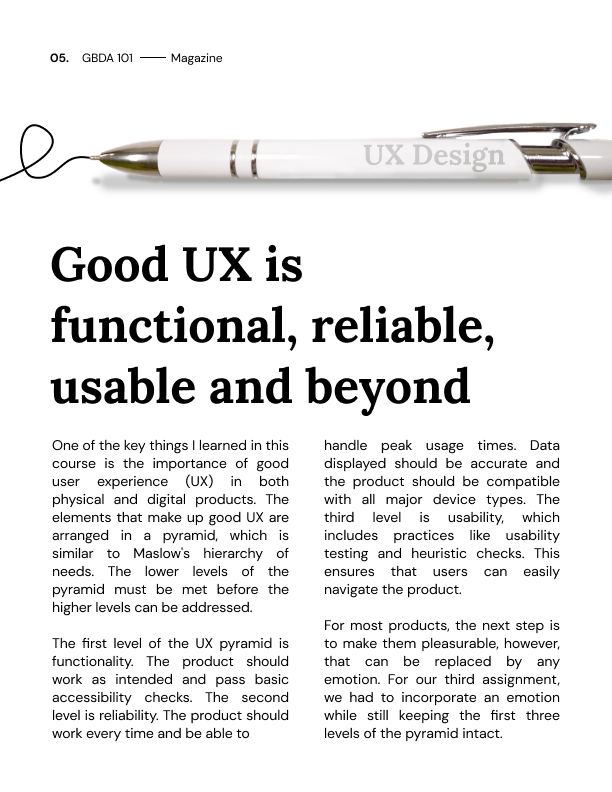 05. GBDA 101 — Magazine
UX Design
Good UX is
functional, reliable,
usable and beyond
One of the key things I learned in this
course is the importance of good
user experience (UX) in both
physical and digital products. The
elements that make up good UX are
arranged in a pyramid, which is
similar to Maslow's hierarchy of
needs. The lower levels of the
pyramid must be met before the
higher levels can be addressed.
The first level of the UX pyramid is
functionality. The product should
work as intended and pass basic
accessibility checks. The second
level is reliability. The product should
work every time and be able to
handle peak usage times. Data
displayed should be accurate and
the product should be compatible
with all major device types. The
third level is usability, which
includes practices like usability
testing and heuristic checks. This
ensures that users can easily
navigate the product.
For most products, the next step is
to make them pleasurable, however,
that can be replaced by any
emotion. For our third assignment,
we had to incorporate an emotion
while still keeping the first three
levels of the pyramid intact.